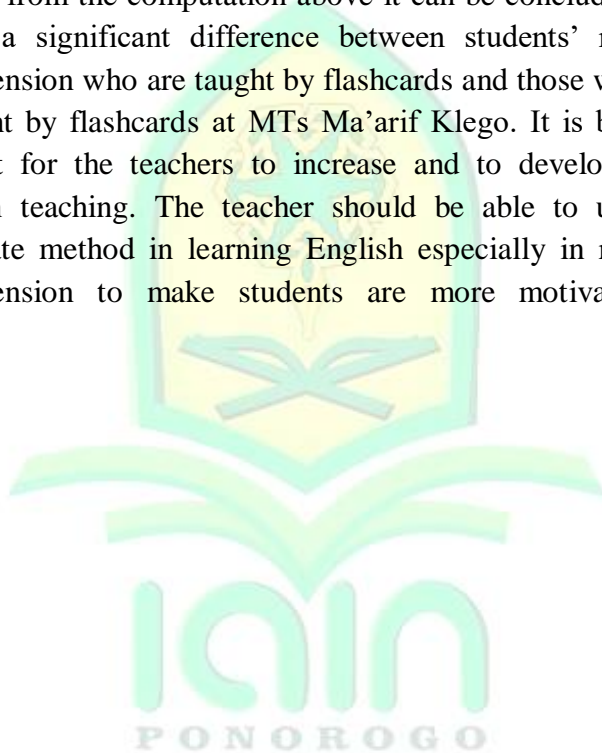 from the computation above it can be conclud
a significant difference between students'
ension who are taught by flashcards and those
t by flashcards at MTs Ma'arif Klego. It is b
t for the teachers to increase and to develo
teaching. The teacher should be able to u
ate method in learning English especially in
ension to make students are more motiva
IAIN
PONOROGO